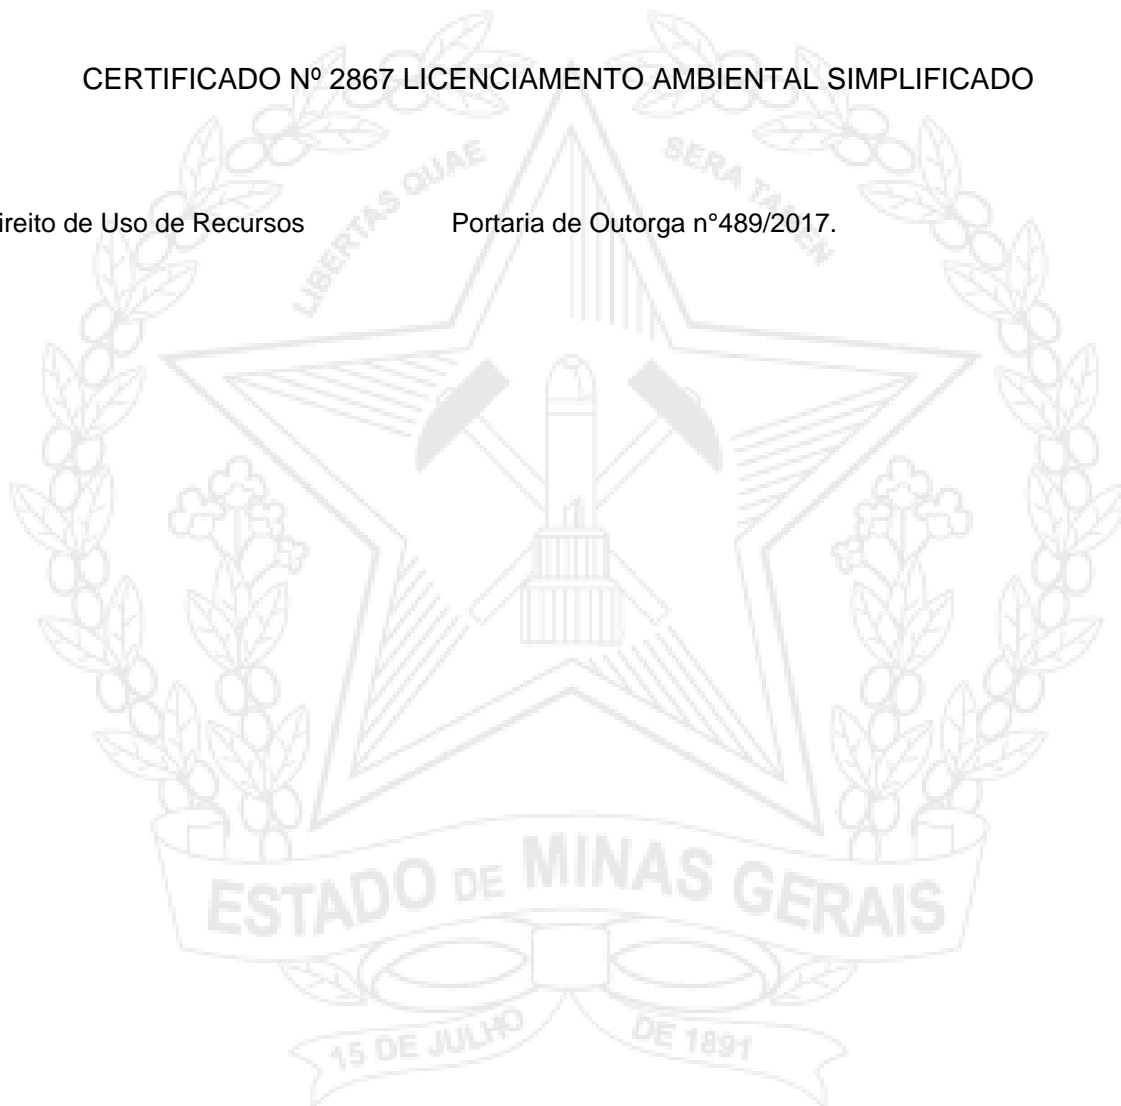 CERTIFICADO Nº 2867 LICENCIAMENTO AMBIENTAL SIMPLIFICADO
LIBERTAS QUAE SERA TAMEN
ireito de Uso de Recursos Portaria de Outorga n°489/2017.
ESTADO DE MINAS GERAIS
15 DE JULHO DE 1891